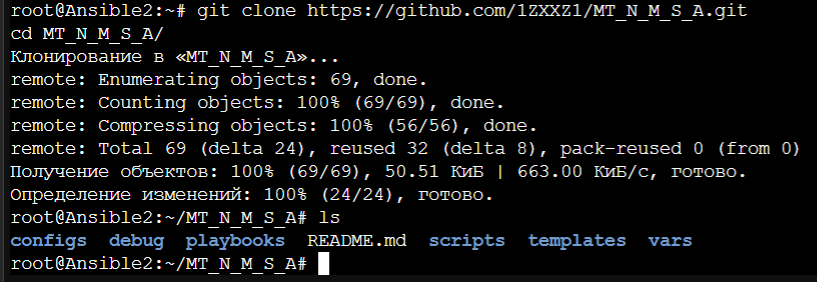 root@Ansible2:~# git clone https://github.com/1ZXXZ1/MT_N_M_S_A.git
cd MT_N_M_S_A/
Клонирование в «MT_N_M_S_A»...
remote: Enumerating objects: 69, done.
remote: Counting objects: 100% (69/69), done.
remote: Compressing objects: 100% (56/56), done.
remote: Total 69 (delta 24), reused 32 (delta 8), pack-reused 0 (from 0)
Получение объектов: 100% (69/69), 50.51 КиБ | 663.00 КиБ/с, готово.
Определение изменений: 100% (24/24), готово.
root@Ansible2:~/MT_N_M_S_A# ls
configs  debug  playbooks  README.md  scripts  templates  vars
root@Ansible2:~/MT_N_M_S_A#